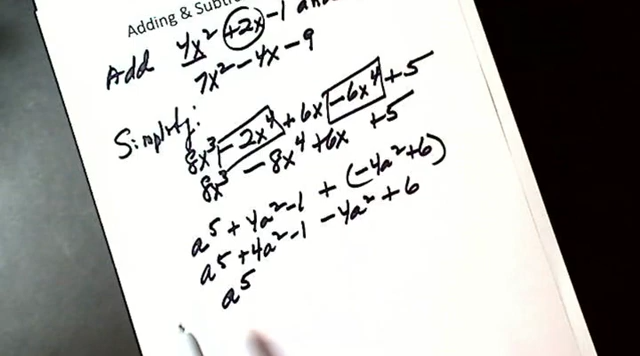 Adding & Subtr
Add 4x² + 2x - 1 and
7x² - 4x - 9
Simplify:
8x³ - 2x⁴ + 6x - 6x⁴ + 5
8x³ - 8x⁴ + 6x + 5
a⁵ + 4a² - 1 + (-4a² + 6)
a⁵ + 4a² - 1 - 4a² + 6
a⁵